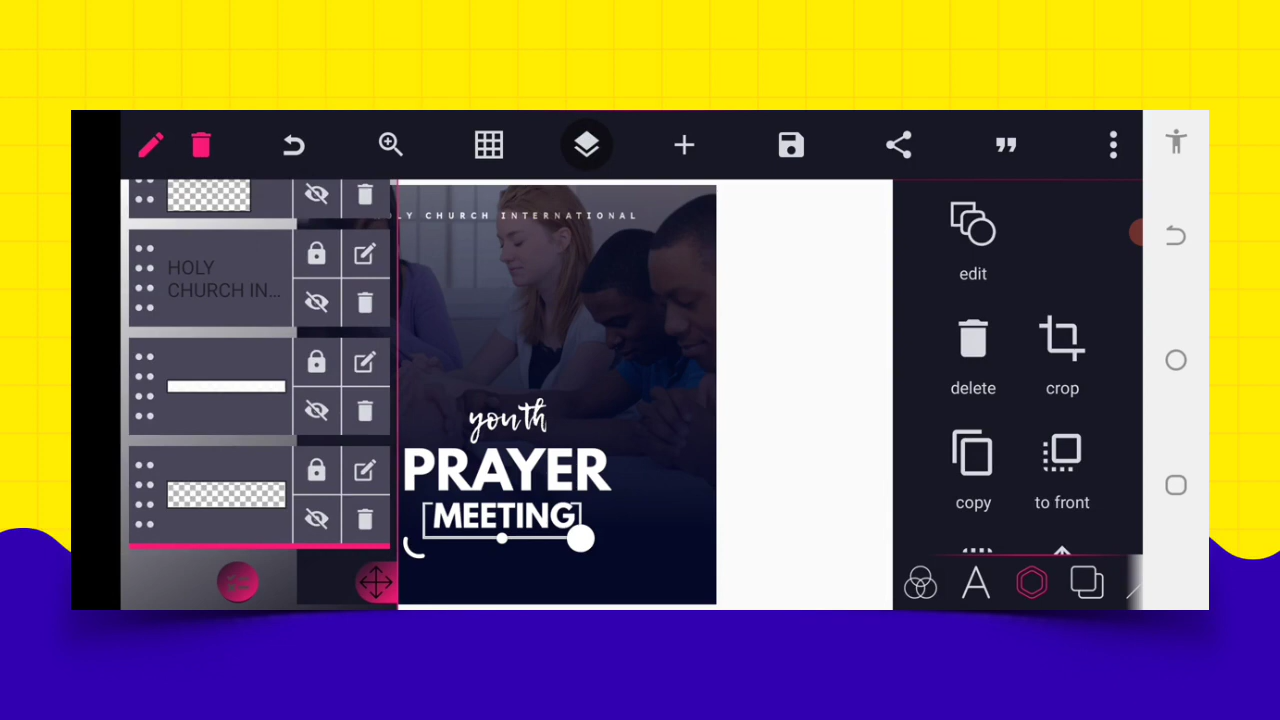 HOLY
CHURCH IN...
LY CHURCH INTERNATIONAL
youth
PRAYER
MEETING
edit
delete
crop
copy
to front